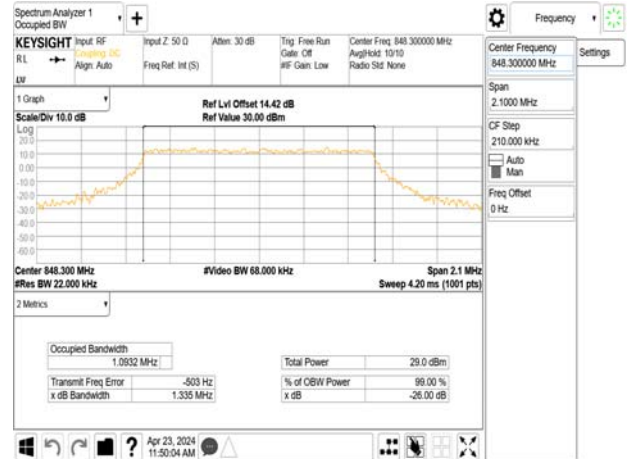 Spectrum Analyzer 1
Occupied BW
KEYSIGHT Input: RF Input Z: 50 Ω Atten: 30 dB Trig: Free Run Center Freq: 848.300000 MHz
RL Coupling: DC Gate: Off Avg|Hold: 10/10
Align: Auto Freq Ref: Int (S) #IF Gain: Low Radio Std: None
1 Graph
Ref Lvl Offset 14.42 dB
Scale/Div 10.0 dB Ref Value 30.00 dBm
Log
20.0
10.0
0.00
-10.0
-20.0
-30.0
-40.0
-50.0
-60.0
Center 848.300 MHz #Video BW 68.000 kHz Span 2.1 MHz
#Res BW 22.000 kHz Sweep 4.20 ms (1001 pts)
2 Metrics
Occupied Bandwidth
1.0932 MHz Total Power 29.0 dBm
Transmit Freq Error -503 Hz % of OBW Power 99.00 %
x dB Bandwidth 1.335 MHz x dB -26.00 dB
Apr 23, 2024
11:50:04 AM
?
Frequency
Settings
Center Frequency
848.300000 MHz
Span
2.1000 MHz
CF Step
210.000 kHz
Auto
Man
Freq Offset
0 Hz